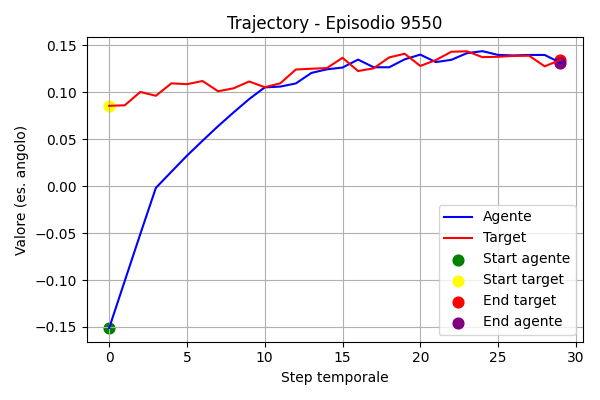 Trajectory - Episodio 9550
Valore (es. angolo)
0.15
0.10
0.05
0.00
−0.05
−0.10
−0.15
Agente
Target
Start agente
Start target
End target
End agente
0 5 10 15 20 25 30
Step temporale